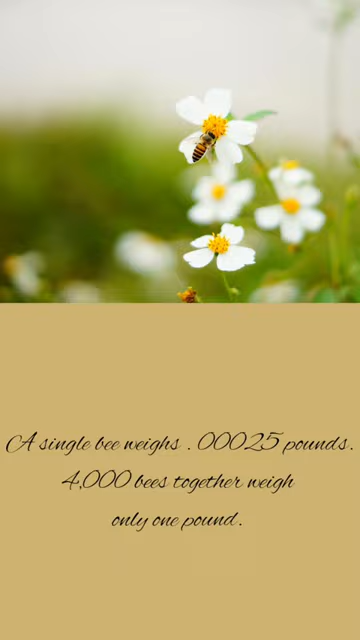 A single bee weighs .00025 pounds.
4,000 bees together weigh
only one pound.